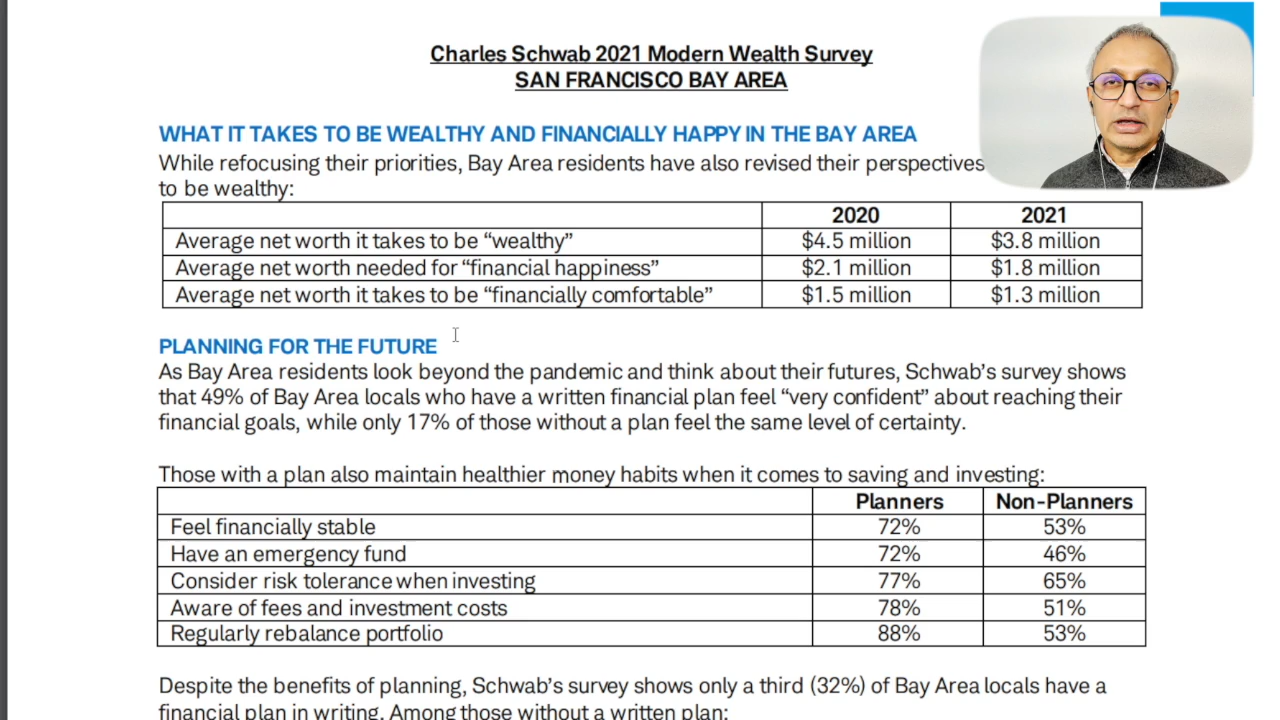 Charles Schwab 2021 Modern Wealth Survey
SAN FRANCISCO BAY AREA
WHAT IT TAKES TO BE WEALTHY AND FINANCIALLY HAPPY IN THE BAY AREA
While refocusing their priorities, Bay Area residents have also revised their perspectives
to be wealthy:
2020 2021
Average net worth it takes to be “wealthy” $4.5 million $3.8 million
Average net worth needed for “financial happiness” $2.1 million $1.8 million
Average net worth it takes to be “financially comfortable” $1.5 million $1.3 million
PLANNING FOR THE FUTURE
As Bay Area residents look beyond the pandemic and think about their futures, Schwab’s survey shows
that 49% of Bay Area locals who have a written financial plan feel “very confident” about reaching their
financial goals, while only 17% of those without a plan feel the same level of certainty.
Those with a plan also maintain healthier money habits when it comes to saving and investing:
Planners Non-Planners
Feel financially stable 72% 53%
Have an emergency fund 72% 46%
Consider risk tolerance when investing 77% 65%
Aware of fees and investment costs 78% 51%
Regularly rebalance portfolio 88% 53%
Despite the benefits of planning, Schwab’s survey shows only a third (32%) of Bay Area locals have a
financial plan in writing. Among those without a written plan: